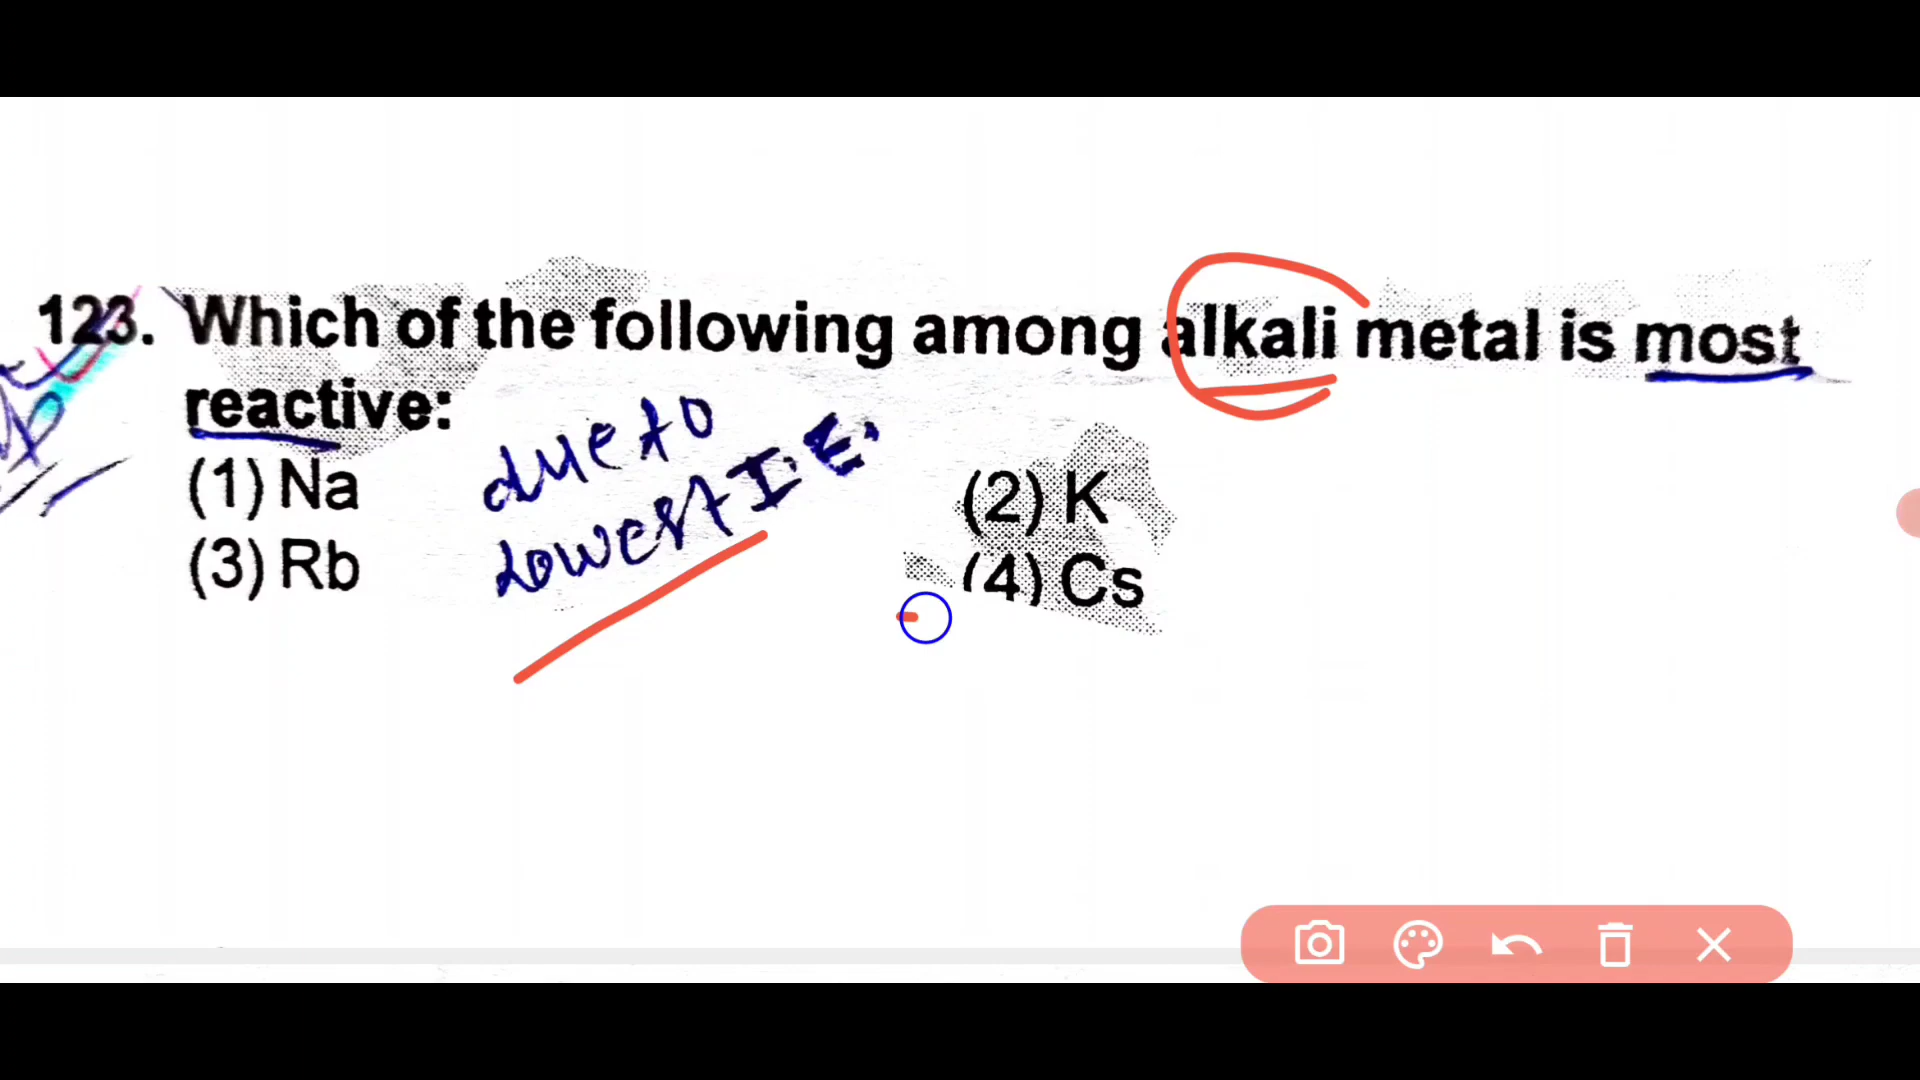 123. Which of the following among alkali metal is most
reactive:
(1) Na
(2) K
(3) Rb
(4) Cs
due to
lowest I.E.